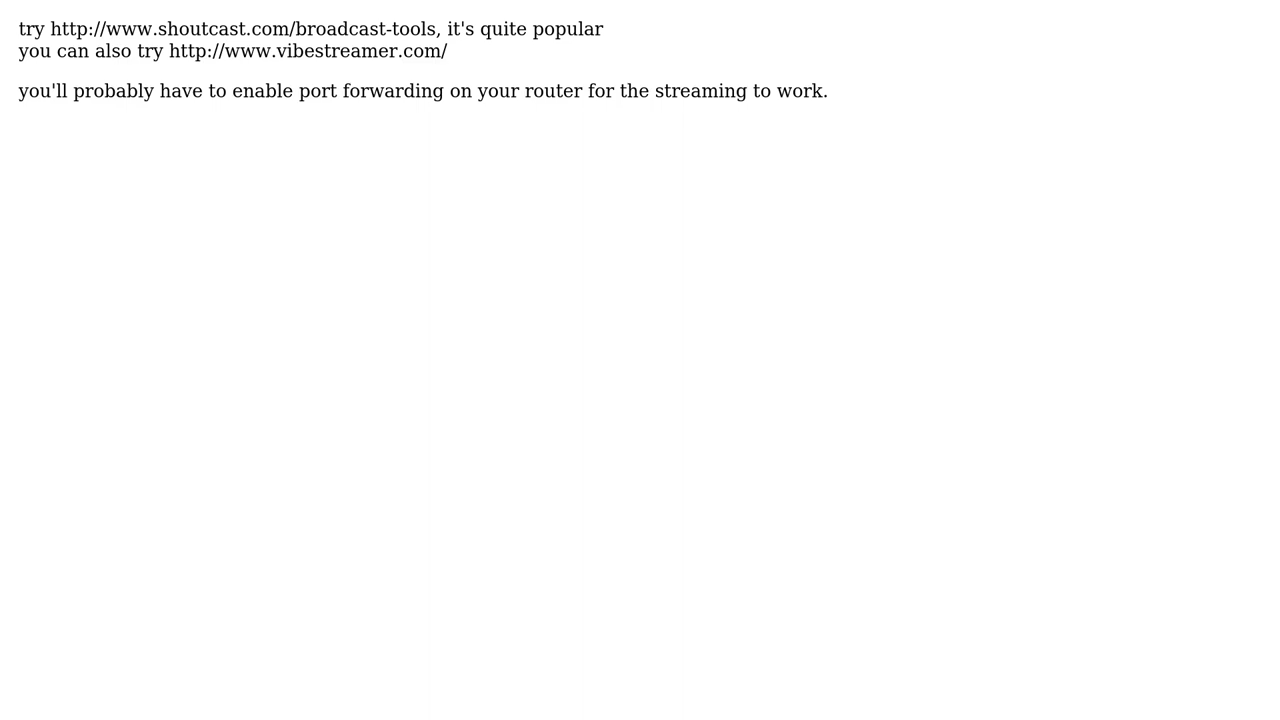 try http://www.shoutcast.com/broadcast-tools, it's quite popular
you can also try http://www.vibestreamer.com/
you'll probably have to enable port forwarding on your router for the streaming to work.